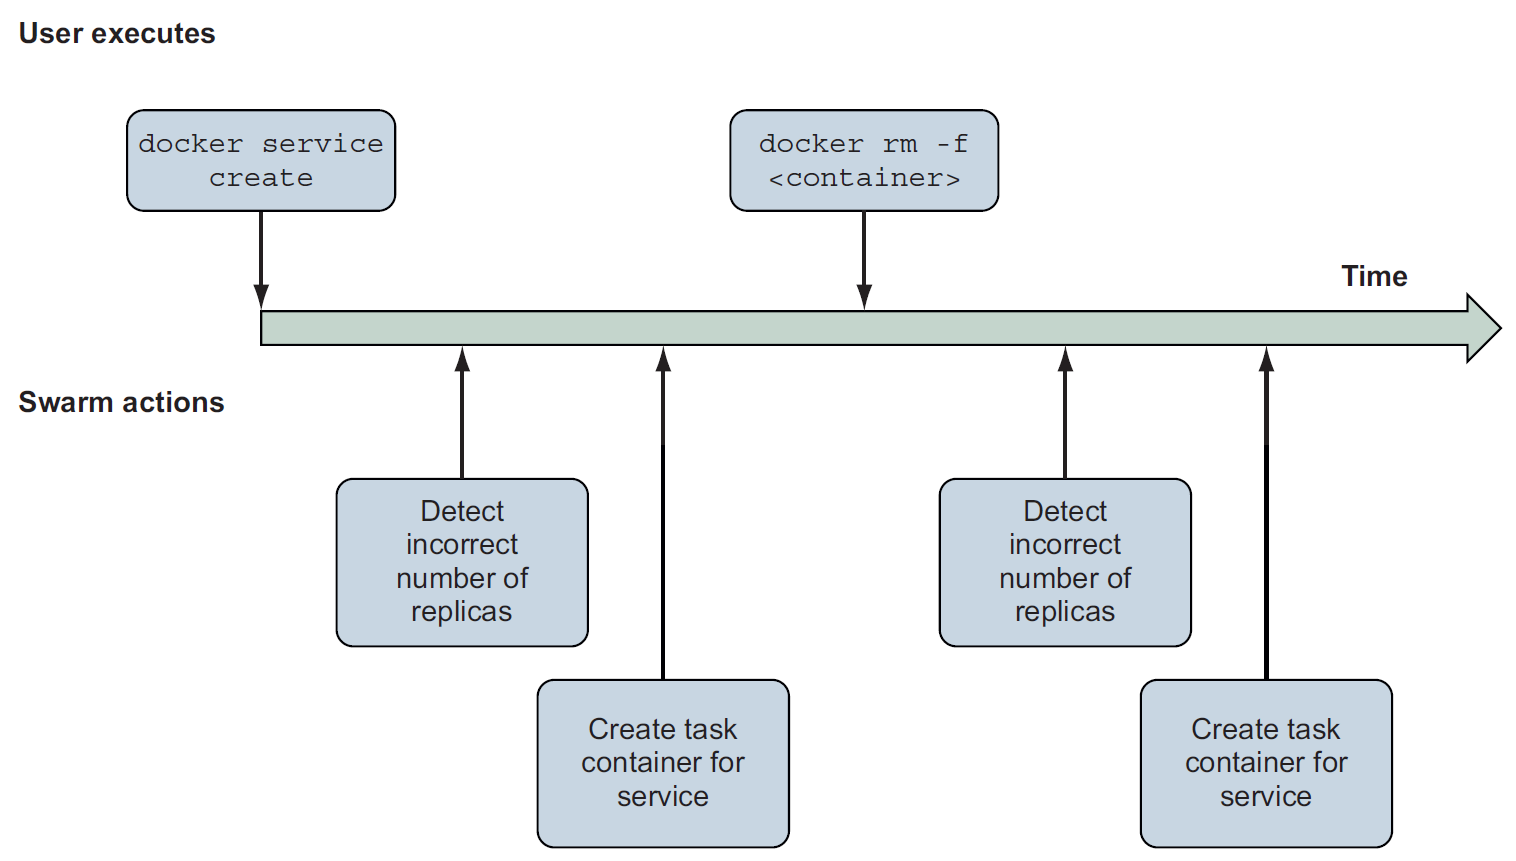 User executes
docker service
create
docker rm -f
<container>
Time
Swarm actions
Detect
incorrect
number of
replicas
Detect
incorrect
number of
replicas
Create task
container for
service
Create task
container for
service